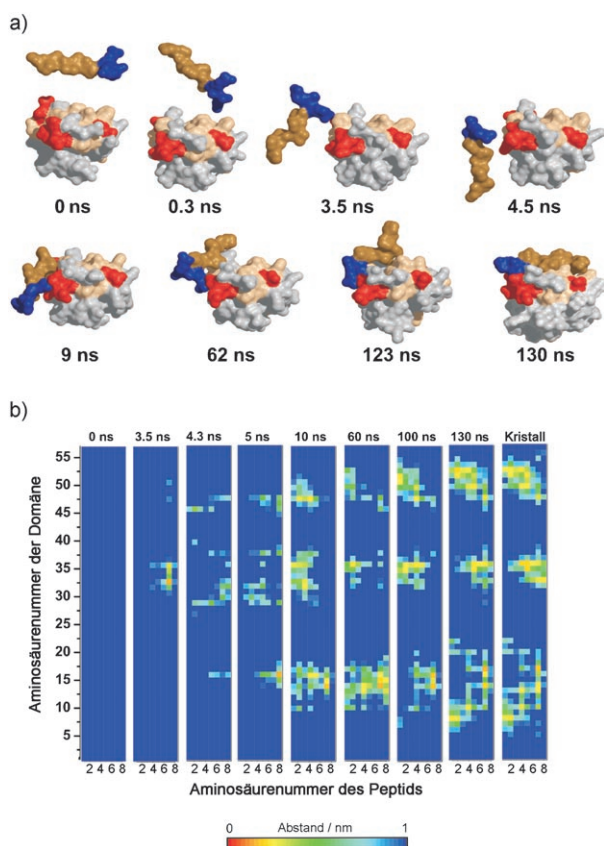 a)
0 ns 0.3 ns 3.5 ns 4.5 ns
9 ns 62 ns 123 ns 130 ns
b)
0 ns 3.5 ns 4.3 ns 5 ns 10 ns 60 ns 100 ns 130 ns Kristall
Aminosäurenummer der Domäne
55
50
45
40
35
30
25
20
15
10
5
2 4 6 8 2 4 6 8 2 4 6 8 2 4 6 8 2 4 6 8 2 4 6 8 2 4 6 8 2 4 6 8 2 4 6 8
Aminosäurenummer des Peptids
0 Abstand / nm 1